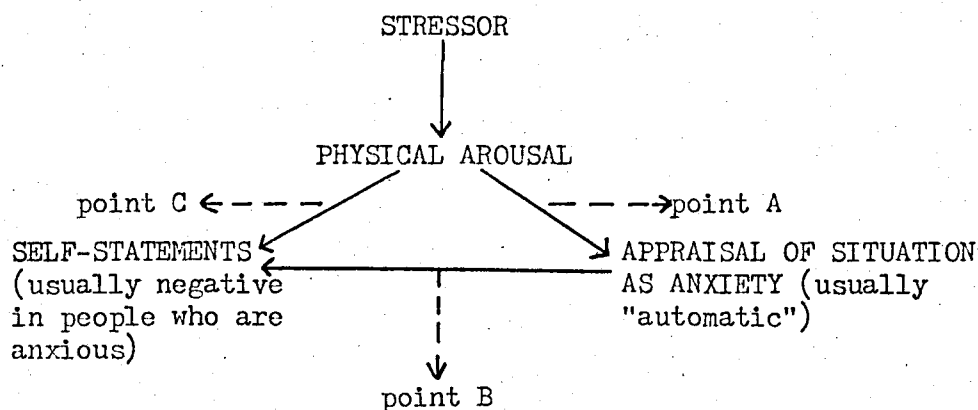 STRESSOR
PHYSICAL AROUSAL
point C
point A
SELF-STATEMENTS
(usually negative
in people who are
anxious)
APPRAISAL OF SITUATION
AS ANXIETY (usually
"automatic")
point B